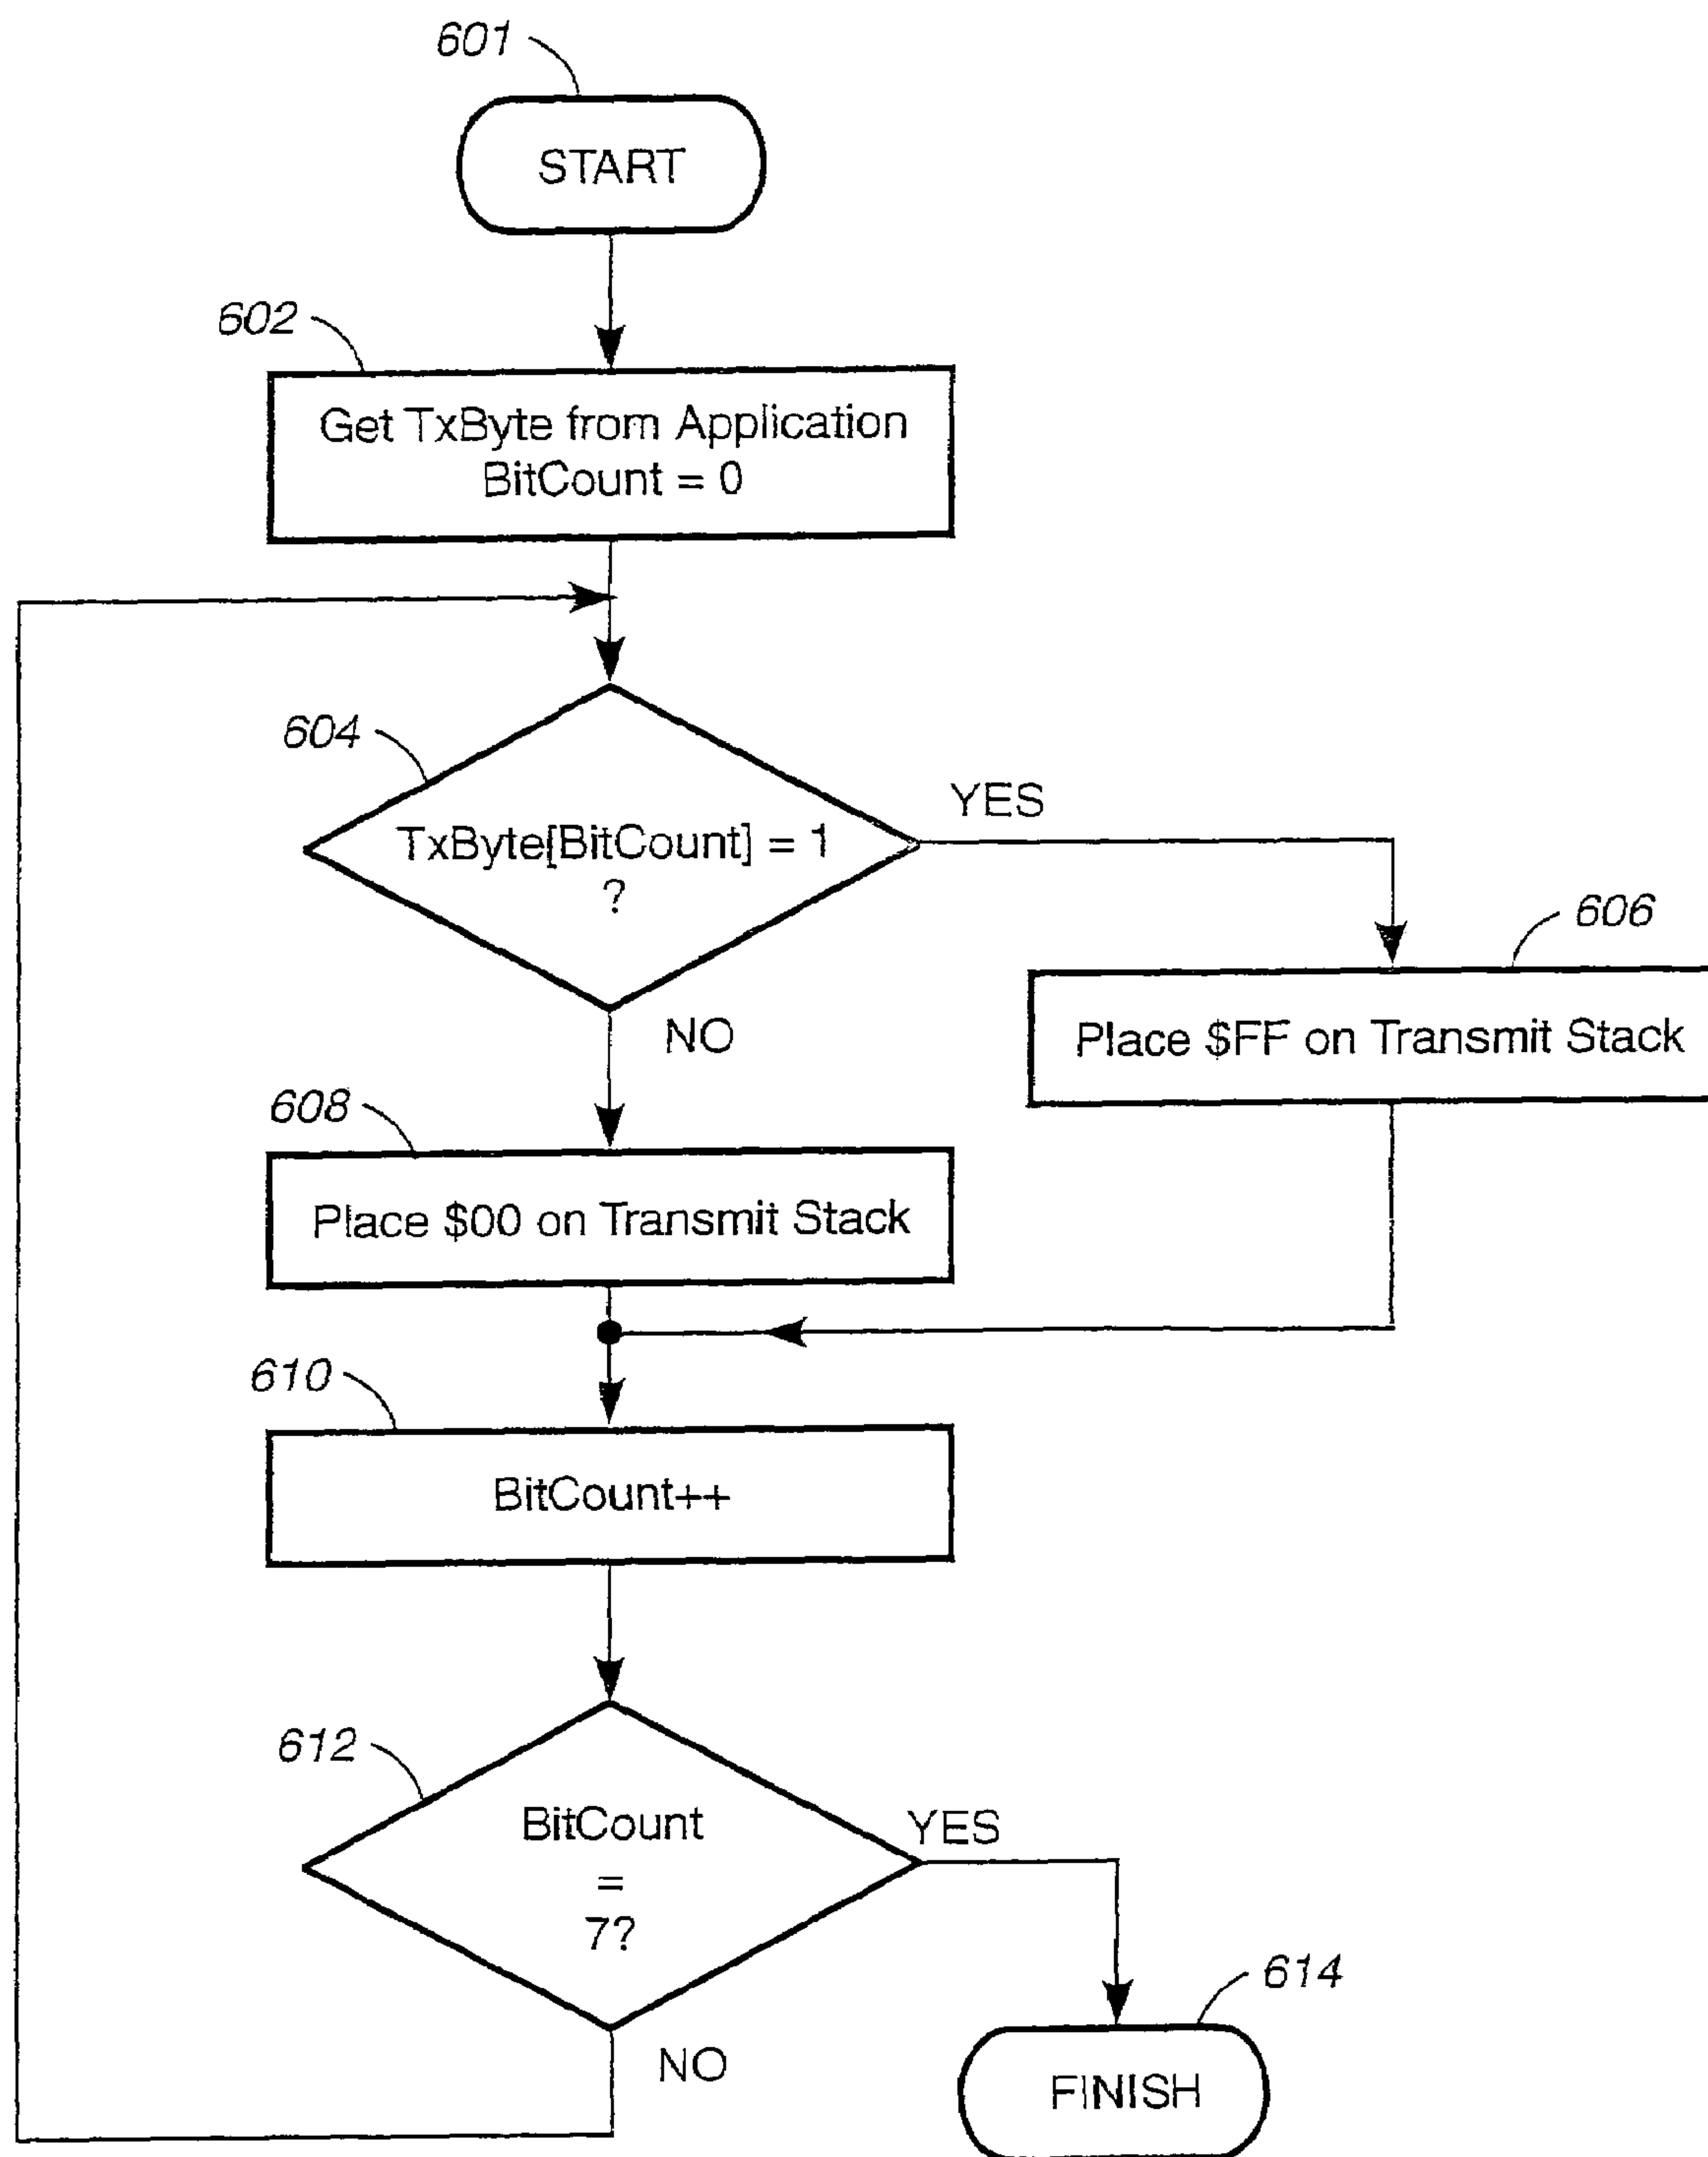 601
START
602
Get TxByte from Application
BitCount = 0
604
TxByte[BitCount] = 1
?
YES
606
Place $FF on Transmit Stack
NO
608
Place $00 on Transmit Stack
610
BitCount++
612
BitCount
=
7?
YES
614
FINISH
NO